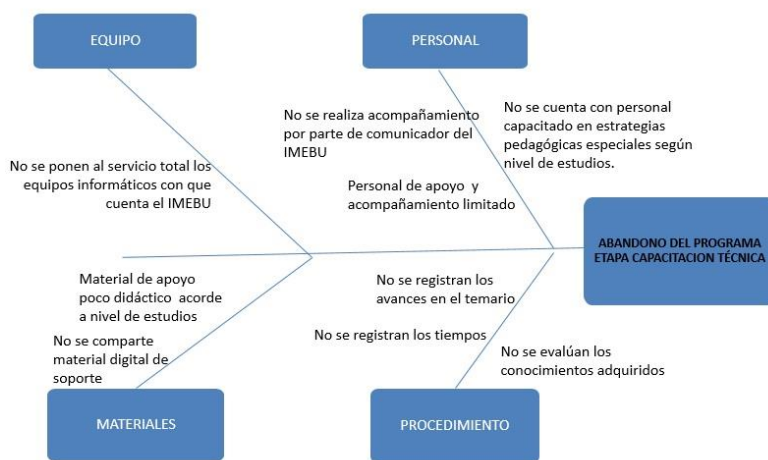 EQUIPO
PERSONAL
No se realiza acompañamiento
por parte de comunicador del
IMEBU
No se cuenta con personal
capacitado en estrategias
pedagógicas especiales según
nivel de estudios.
No se ponen al servicio total los
equipos informáticos con que
cuenta el IMEBU
Personal de apoyo y
acompañamiento limitado
ABANDONO DEL PROGRAMA
ETAPA CAPACITACION TÉCNICA
Material de apoyo
poco didáctico acorde
a nivel de estudios
No se comparte
material digital de
soporte
No se registran los
avances en el temario
No se registran los tiempos
No se evalúan los
conocimientos adquiridos
MATERIALES
PROCEDIMIENTO